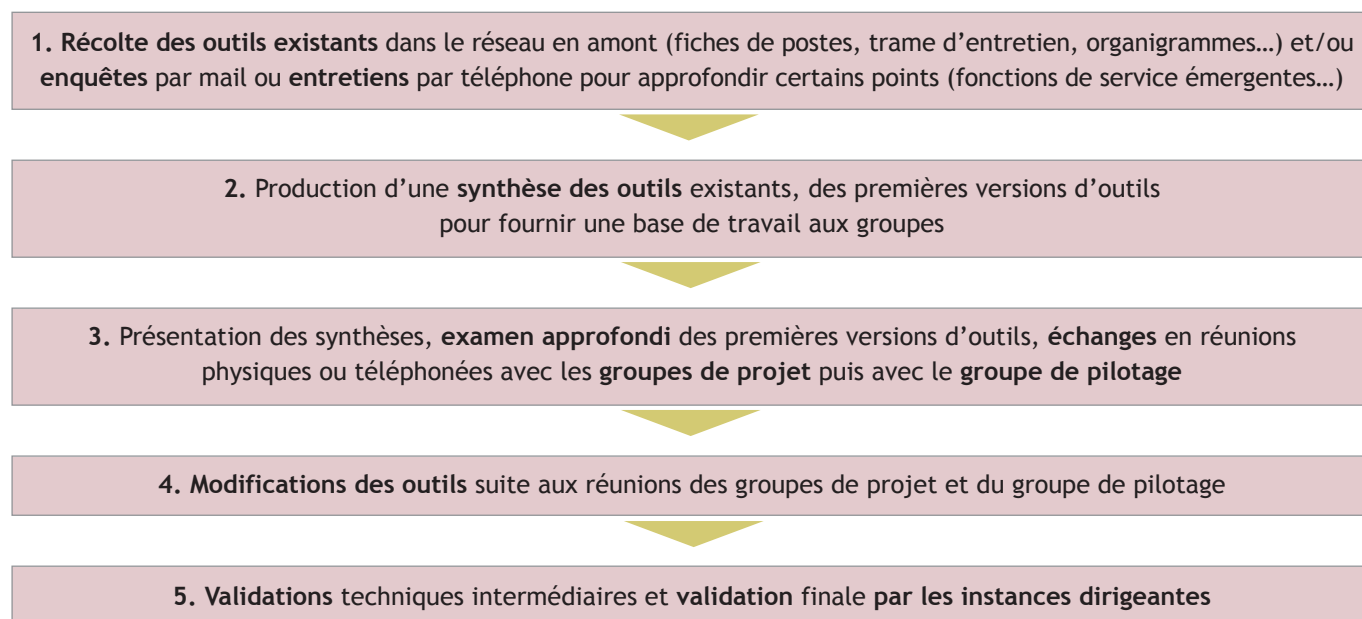 1. Récolte des outils existants dans le réseau en amont (fiches de postes, trame d’entretien, organigrammes…) et/ou
enquêtes par mail ou entretiens par téléphone pour approfondir certains points (fonctions de service émergentes…)
2. Production d’une synthèse des outils existants, des premières versions d’outils
pour fournir une base de travail aux groupes
3. Présentation des synthèses, examen approfondi des premières versions d’outils, échanges en réunions
physiques ou téléphonées avec les groupes de projet puis avec le groupe de pilotage
4. Modifications des outils suite aux réunions des groupes de projet et du groupe de pilotage
5. Validations techniques intermédiaires et validation finale par les instances dirigeantes